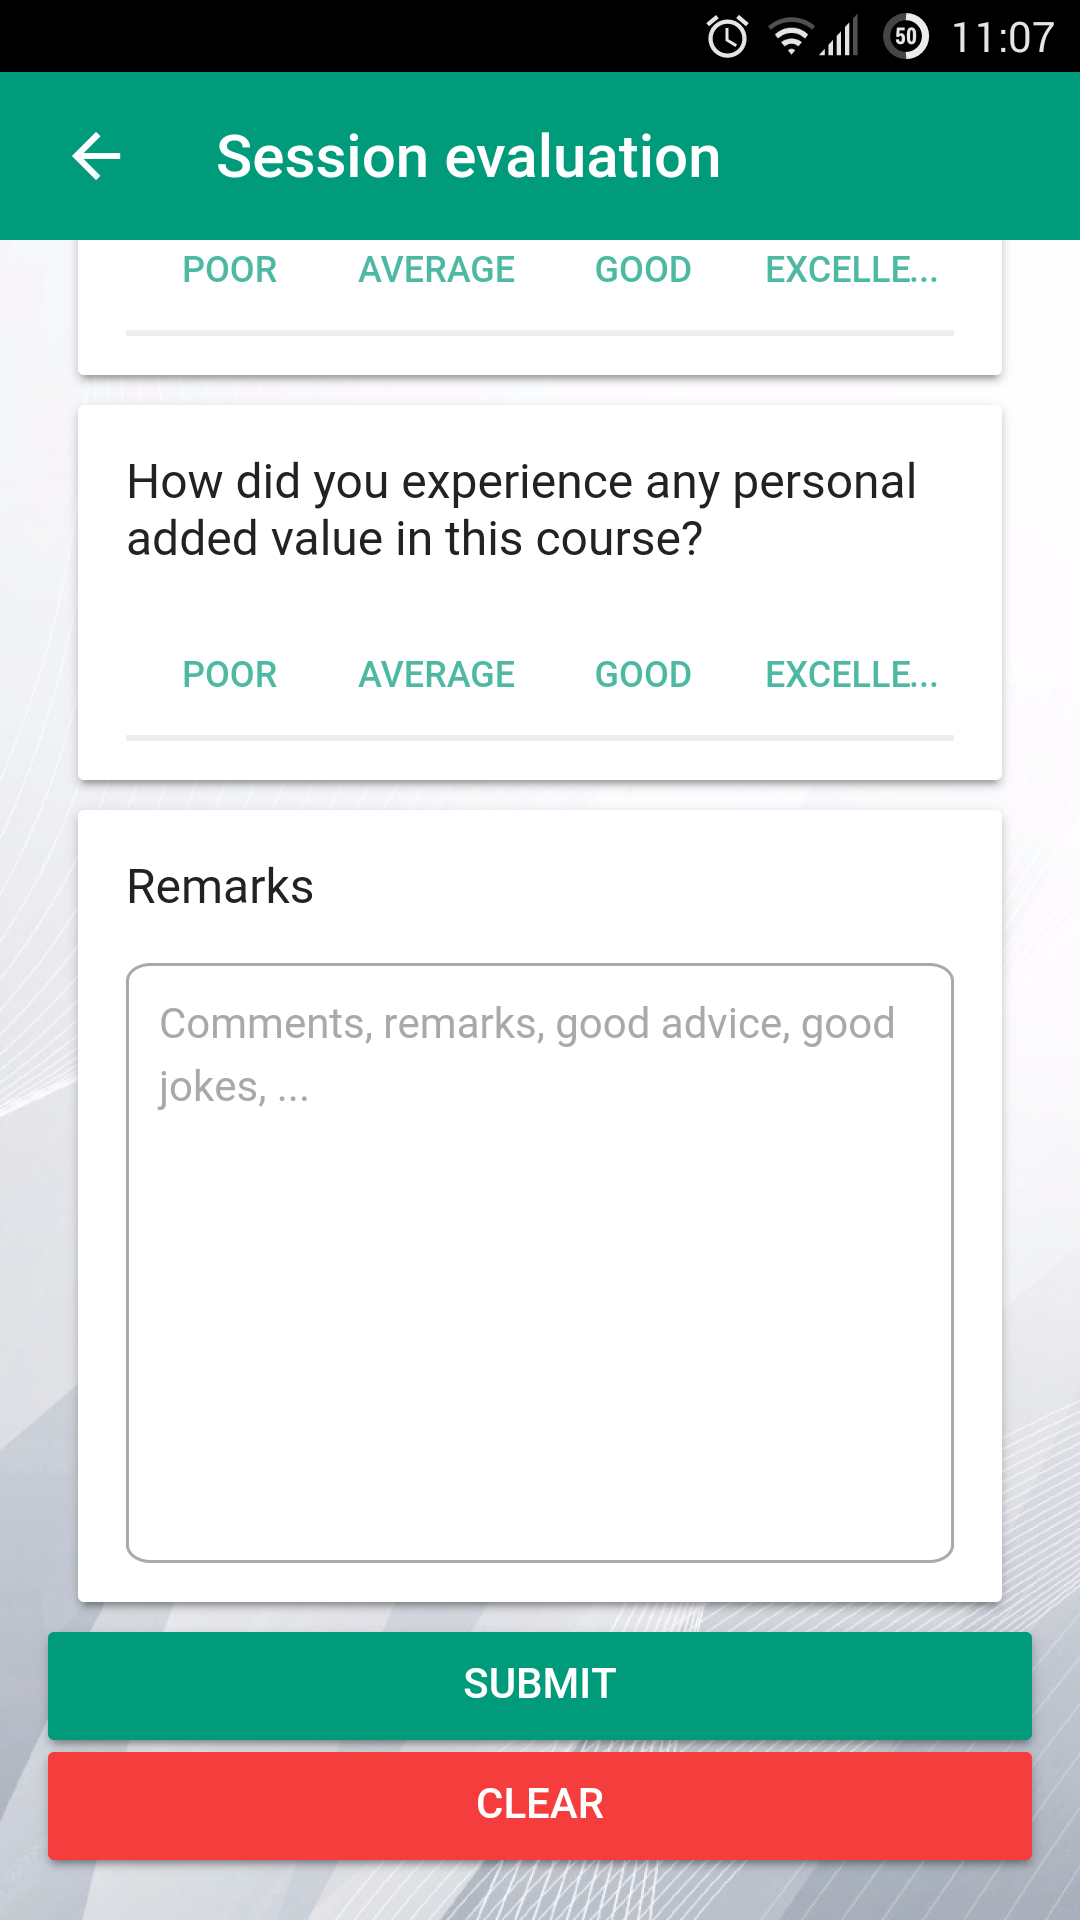 50 11:07
Session evaluation
POOR AVERAGE GOOD EXCELLE...
How did you experience any personal
added value in this course?
POOR AVERAGE GOOD EXCELLE...
Remarks
Comments, remarks, good advice, good
jokes, ...
SUBMIT
CLEAR